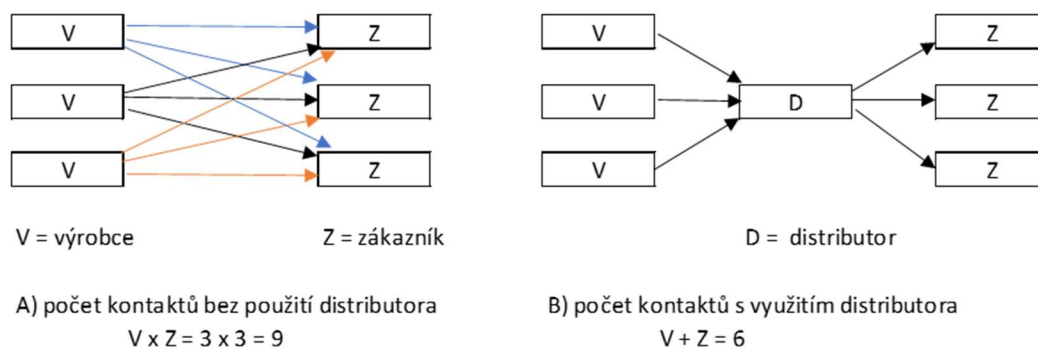 V Z V Z
V Z V D Z
V Z V Z
V = výrobce Z = zákazník D = distributor
A) počet kontaktů bez použití distributora B) počet kontaktů s využitím distributora
V x Z = 3 x 3 = 9 V + Z = 6